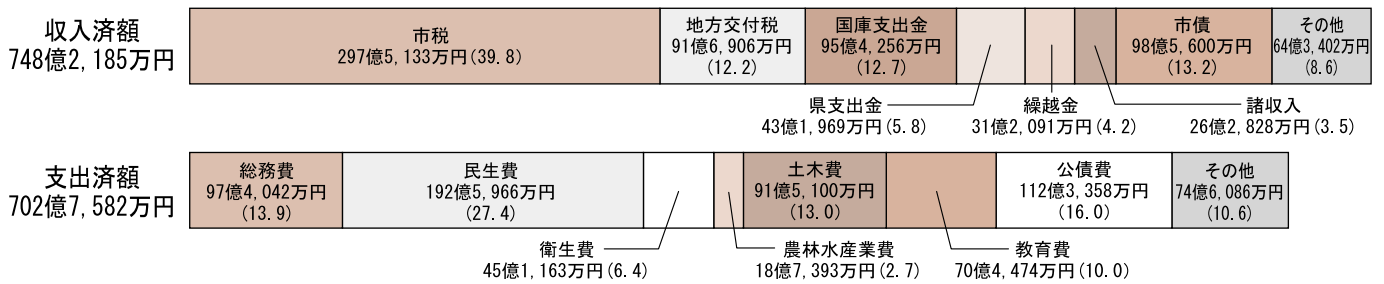 収入済額
748億2,185万円
市税
297億5,133万円(39.8)
地方交付税
91億6,906万円
(12.2)
国庫支出金
95億4,256万円
(12.7)
市債
98億5,600万円
(13.2)
その他
64億3,402万円
(8.6)
県支出金
43億1,969万円(5.8)
繰越金
31億2,091万円(4.2)
諸収入
26億2,828万円(3.5)
支出済額
702億7,582万円
総務費
97億4,042万円
(13.9)
民生費
192億5,966万円
(27.4)
土木費
91億5,100万円
(13.0)
公債費
112億3,358万円
(16.0)
その他
74億6,086万円
(10.6)
衛生費
45億1,163万円(6.4)
農林水産業費
18億7,393万円(2.7)
教育費
70億4,474万円(10.0)